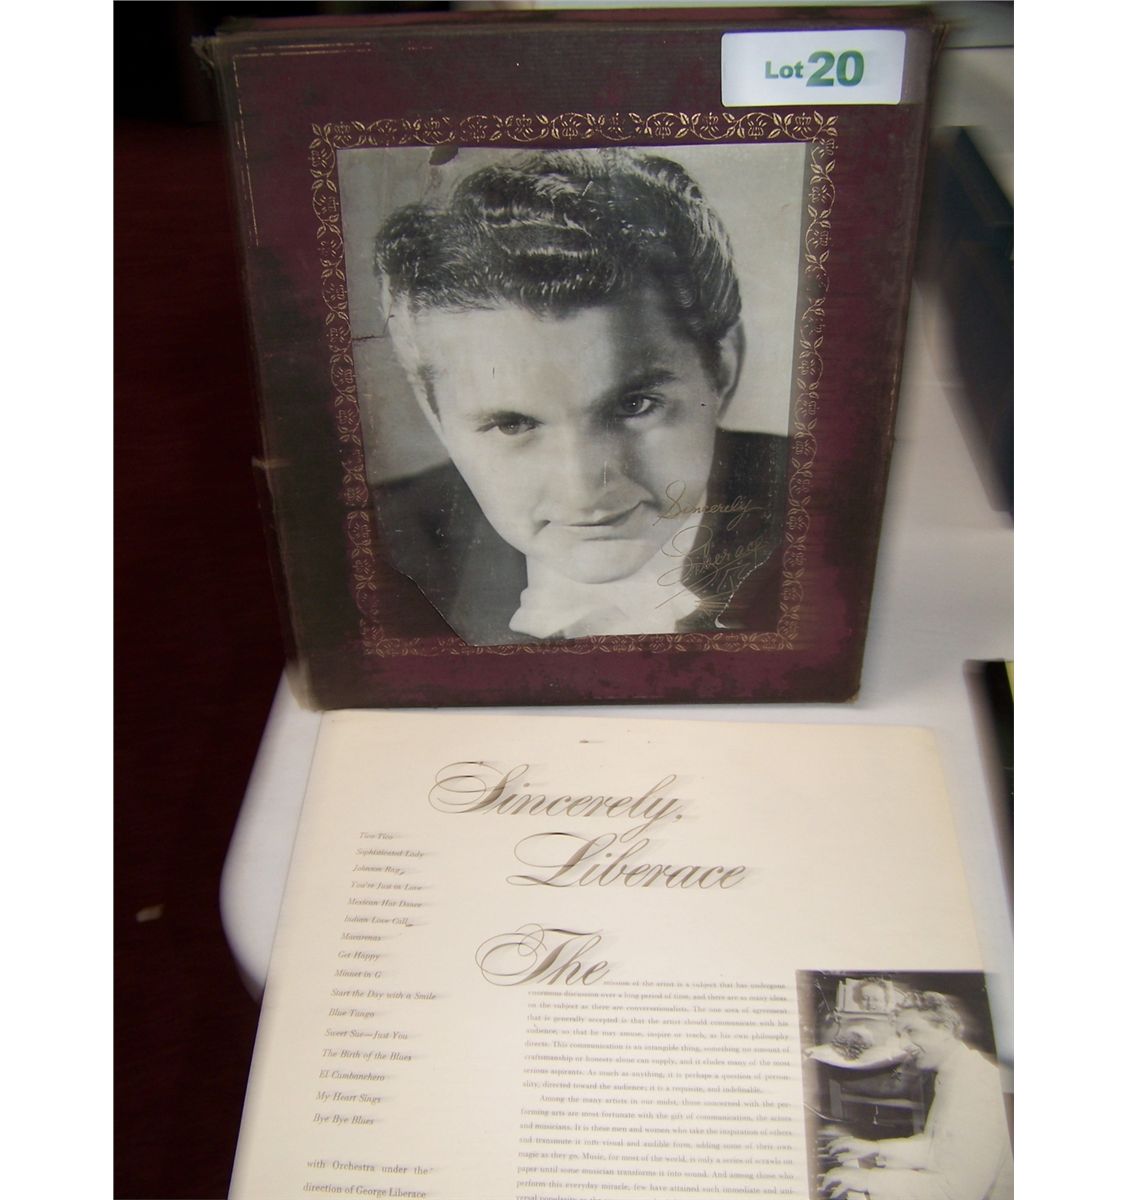 Lot 20
Sincerely,
Liberace
Sincerely,
Liberace
Tico Tico
Sophisticated Lady
Johnson Rag
You're Just in Love
Mexican Hat Dance
Indian Love Call
Macarenas
Get Happy
Minuet in G
Start the Day with a Smile
Blue Tango
Sweet Sue—Just You
The Birth of the Blues
El Cumbanchero
My Heart Sings
Bye Bye Blues
with Orchestra under the
direction of George Liberace
The mission of the artist is a subject that has undergone
enormous discussion over a long period of time, and there are as many ideas
on the subject as there are conversationalists. The one area of agreement
that is generally accepted is that the artist should communicate with his
audience, so that he may amuse, inspire or teach, as his own philosophy
directs. This communication is an intangible thing, something no amount of
craftsmanship or honesty alone can supply, and it eludes many of the most
serious aspirants. As much as anything, it is perhaps a question of person-
ality, directed toward the audience; it is a requisite, and indefinable.
Among the many artists in our midst, those concerned with the per-
forming arts are most fortunate with the gift of communication, the actors
and musicians. It is these men and women who take the inspiration of others
and transmute it into visual and audible form, adding some of their own
magic as they go. Music, for most of the world, is only a series of scrawls on
paper until some musician transforms it into sound. And among those who
perform this everyday miracle, few have attained such immediate and uni-
versal popularity as the